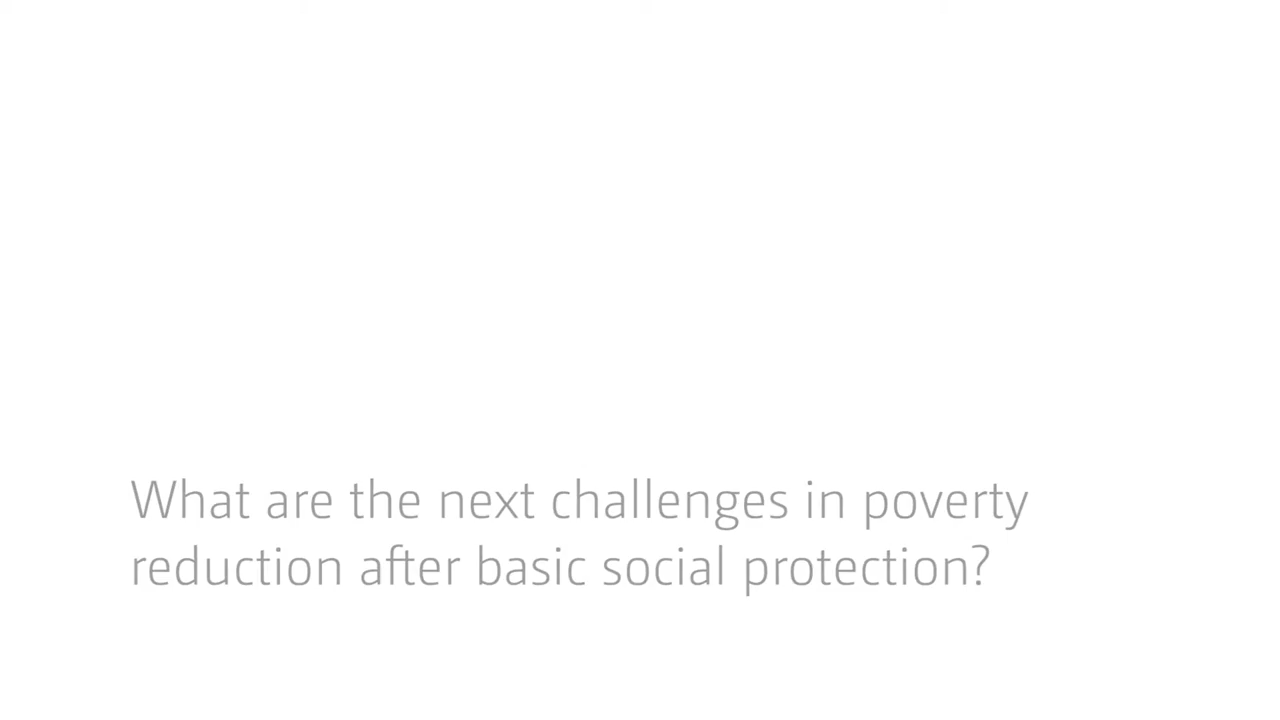 What are the next challenges in poverty
reduction after basic social protection?